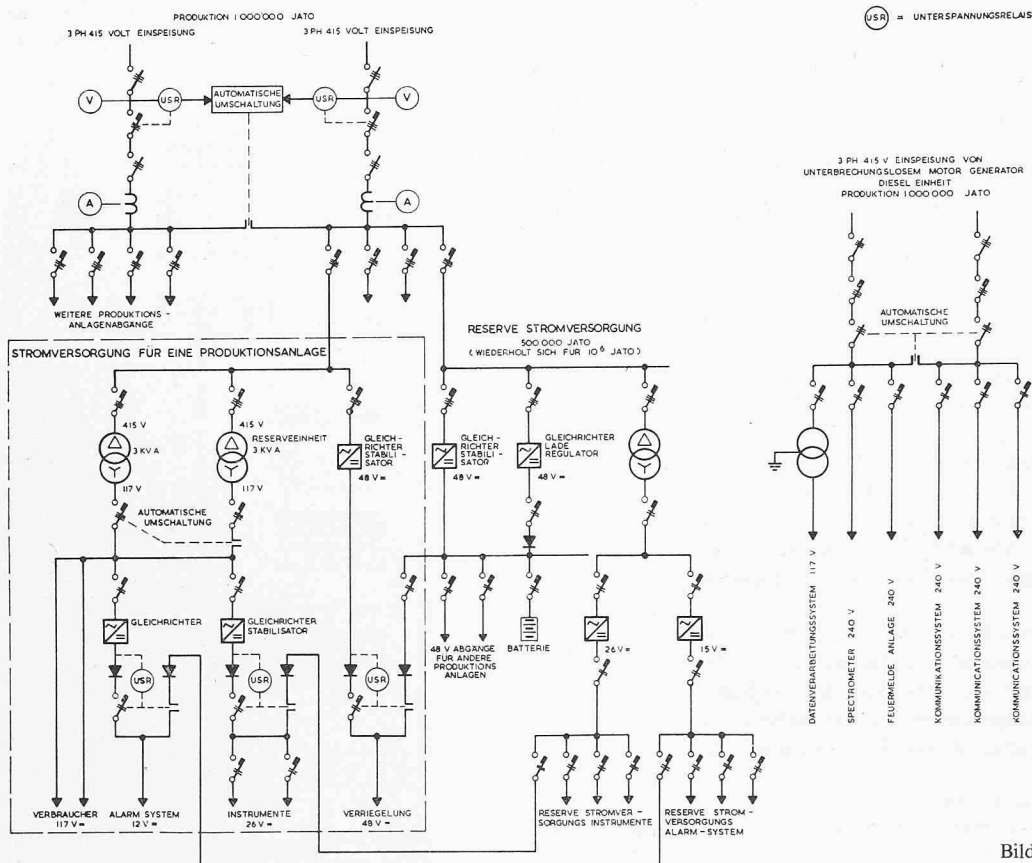 PRODUKTION 1 000'000 JATO
3 PH 415 VOLT EINSPEISUNG
3 PH 415 VOLT EINSPEISUNG
USR = UNTERSPANNUNGSRELAIS
V
USR
AUTOMATISCHE
UMSCHALTUNG
USR
V
A
A
WEITERE PRODUKTIONS -
ANLAGENABGÄNGE
3 PH 415 V EINSPEISUNG VON
UNTERBRECHUNGSLOSEM MOTOR GENERATOR
DIESEL EINHEIT
PRODUKTION 1 000 000 JATO
AUTOMATISCHE
UMSCHALTUNG
RESERVE STROMVERSORGUNG
500 000 JATO
( WIEDERHOLT SICH FÜR 10⁶ JATO )
STROMVERSORGUNG FÜR EINE PRODUKTIONSANLAGE
415 V
3 KVA
117 V
415 V
RESERVEEINHEIT
3 KVA
117 V
GLEICH-
RICHTER
STABILI-
SATOR
48 V =
GLEICH-
RICHTER
STABILI-
SATOR
48 V =
GLEICHRICHTER
LADE
REGULATOR
48 V =
AUTOMATISCHE
UMSCHALTUNG
GLEICHRICHTER
GLEICHRICHTER
STABILISATOR
USR
USR
USR
48 V ABGÄNGE
FÜR ANDERE
PRODUKTIONS
ANLAGEN
BATTERIE
26 V =
15 V =
VERBRAUCHER
117 V =
ALARM SYSTEM
12 V =
INSTRUMENTE
26 V =
VERRIEGELUNG
48 V =
RESERVE STROMVER -
SORGUNGS INSTRUMENTE
RESERVE STROM-
VERSORGUNGS
ALARM - SYSTEM
DATENVERARBEITUNGSSYSTEM 117 V
SPECTROMETER 240 V
FEUERMELDE ANLAGE 240 V
KOMMUNIKATIONSSYSTEM 240 V
KOMMUNICATIONSSYSTEM 240 V
KOMMUNICATIONSSYSTEM 240 V
Bild